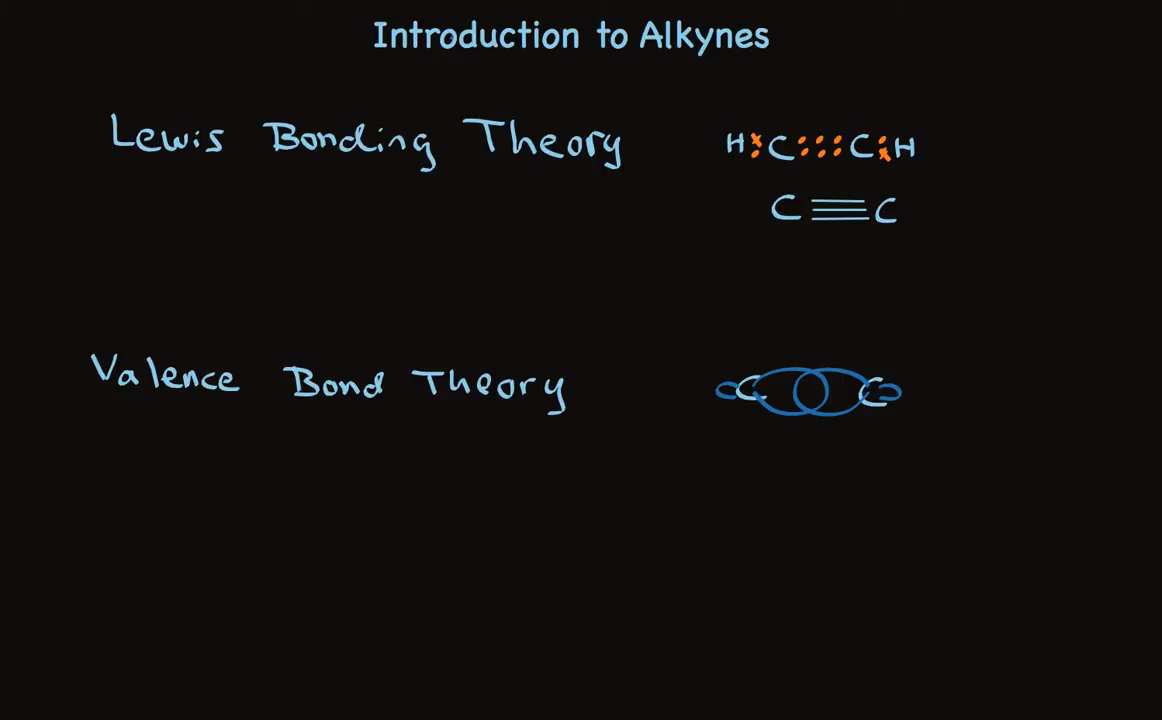 Introduction to Alkynes
Lewis Bonding Theory
H:C:::C:H
C≡C
Valence Bond Theory
C C